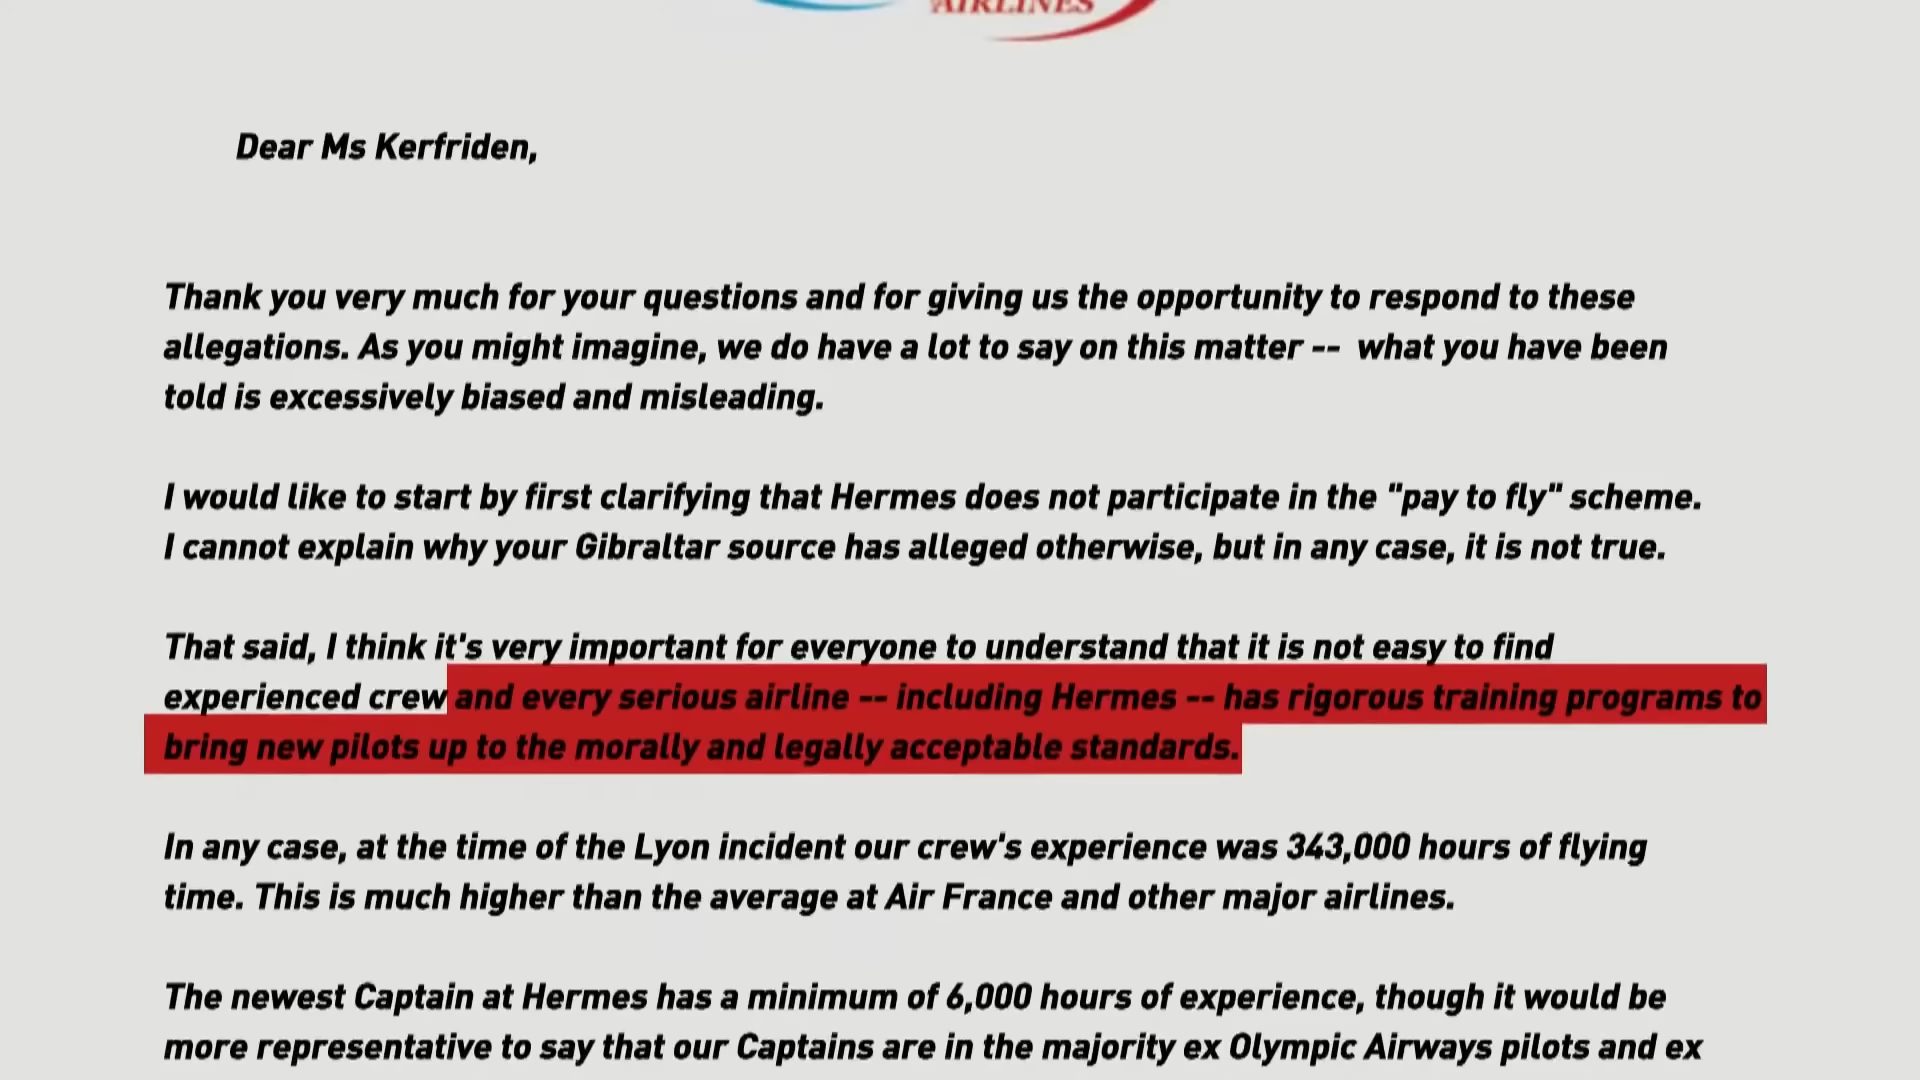 AIRLINES
Dear Ms Kerfriden,
Thank you very much for your questions and for giving us the opportunity to respond to these
allegations. As you might imagine, we do have a lot to say on this matter --  what you have been
told is excessively biased and misleading.
I would like to start by first clarifying that Hermes does not participate in the "pay to fly" scheme.
I cannot explain why your Gibraltar source has alleged otherwise, but in any case, it is not true.
That said, I think it's very important for everyone to understand that it is not easy to find
experienced crew and every serious airline -- including Hermes -- has rigorous training programs to
bring new pilots up to the morally and legally acceptable standards.
In any case, at the time of the Lyon incident our crew's experience was 343,000 hours of flying
time. This is much higher than the average at Air France and other major airlines.
The newest Captain at Hermes has a minimum of 6,000 hours of experience, though it would be
more representative to say that our Captains are in the majority ex Olympic Airways pilots and ex